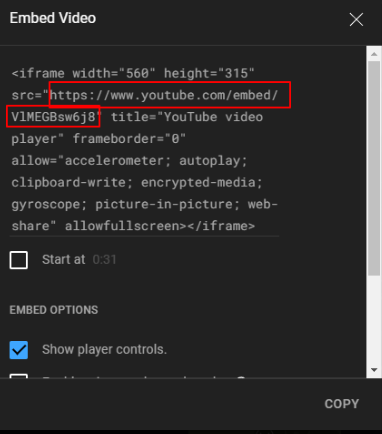 Embed Video
<iframe width="560" height="315"
src="https://www.youtube.com/embed/
VlMEGBsw6j8" title="YouTube video
player" frameborder="0"
allow="accelerometer; autoplay;
clipboard-write; encrypted-media;
gyroscope; picture-in-picture; web-
share" allowfullscreen></iframe>
Start at 0:31
EMBED OPTIONS
Show player controls.
COPY